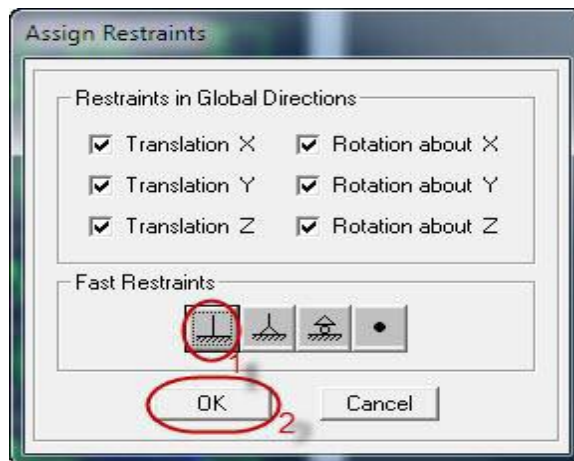 Assign Restraints
Restraints in Global Directions
Translation X Rotation about X
Translation Y Rotation about Y
Translation Z Rotation about Z
Fast Restraints
1
OK Cancel
2